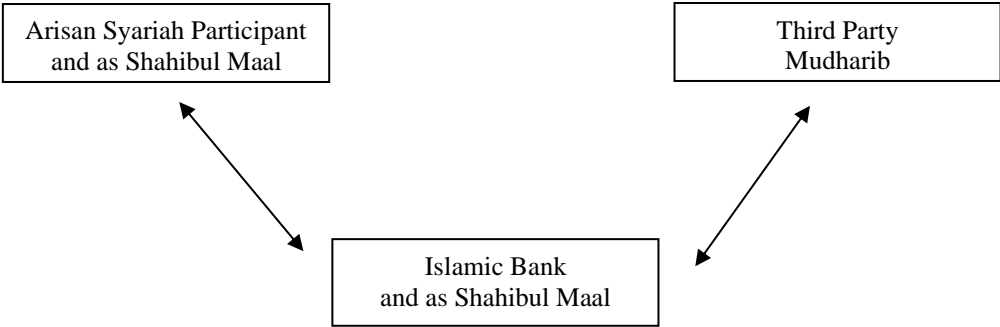 Arisan Syariah Participant
and as Shahibul Maal
Third Party
Mudharib
Islamic Bank
and as Shahibul Maal